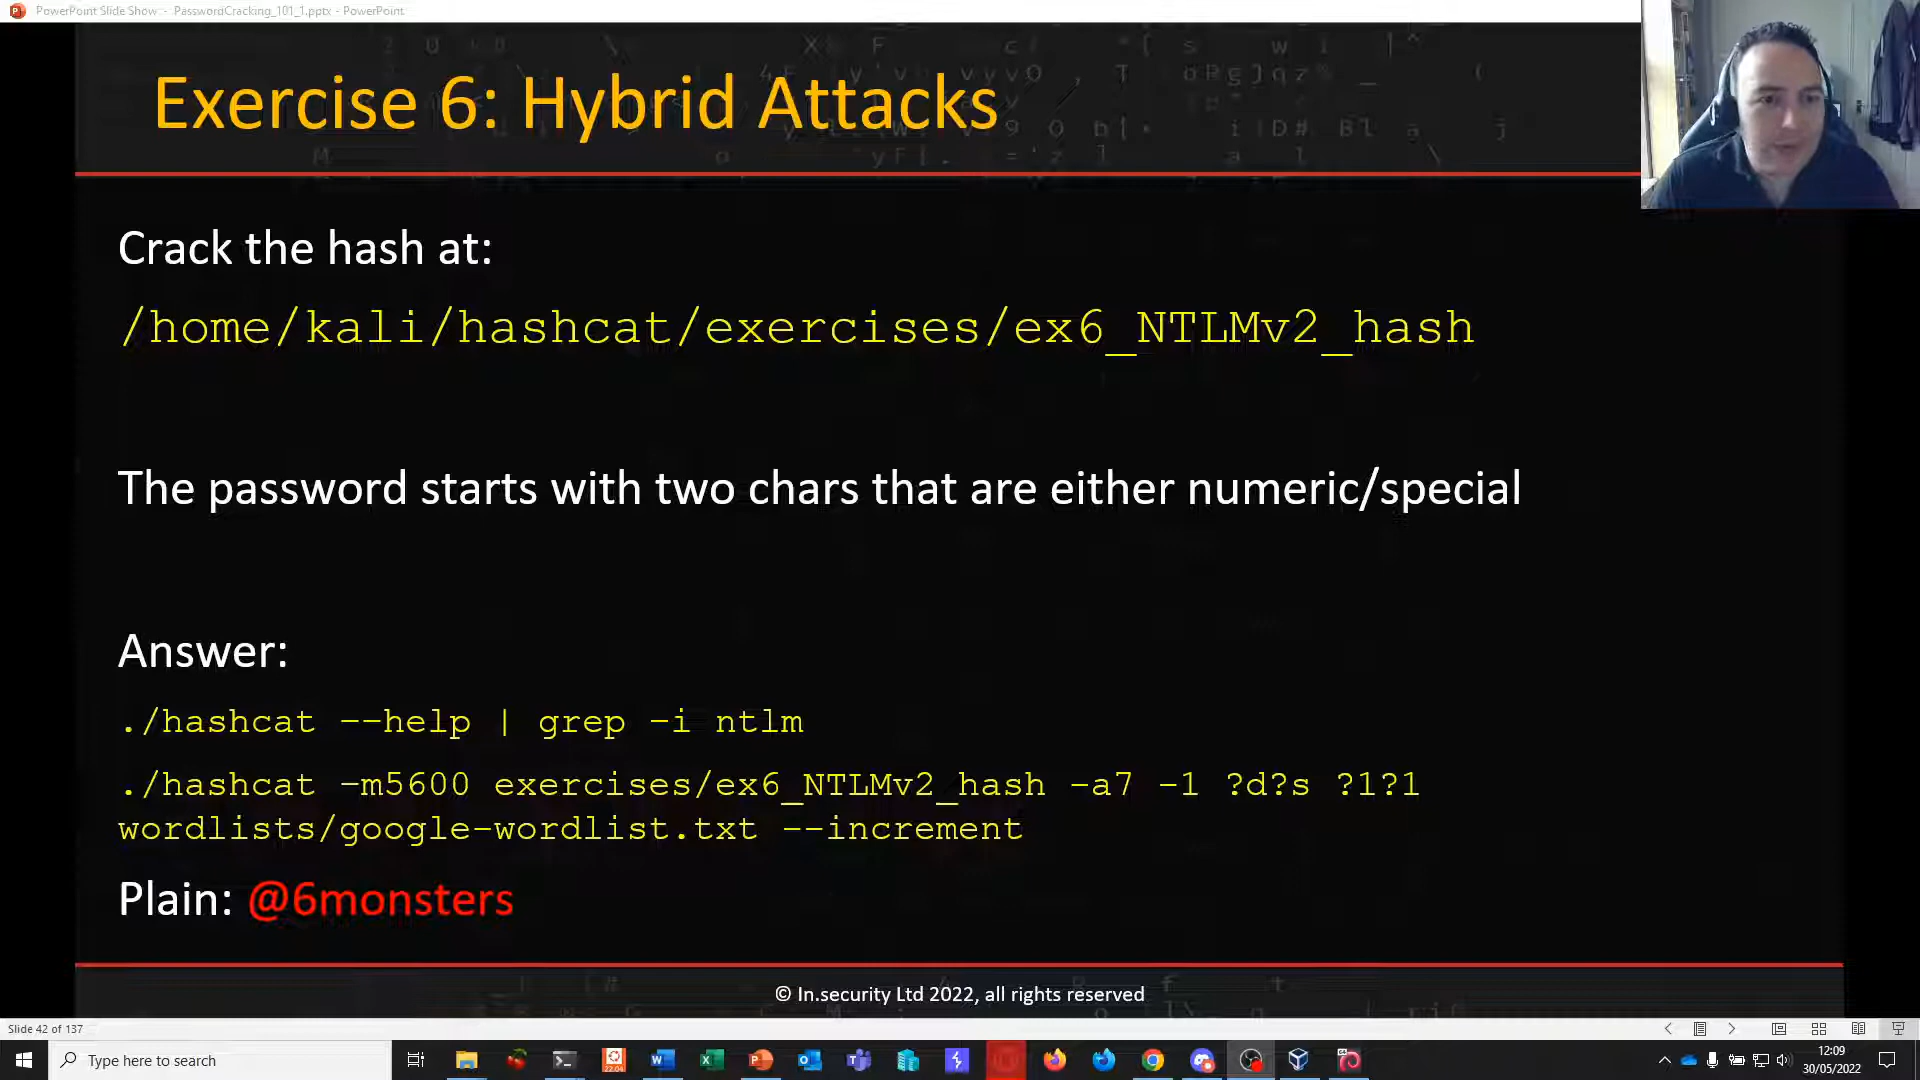 PowerPoint Slide Show - PasswordCracking_101_1.pptx - PowerPoint
Exercise 6: Hybrid Attacks
Crack the hash at:
/home/kali/hashcat/exercises/ex6_NTLMv2_hash
The password starts with two chars that are either numeric/special
Answer:
./hashcat --help | grep -i ntlm
./hashcat -m5600 exercises/ex6_NTLMv2_hash -a7 -1 ?d?s ?1?1
wordlists/google-wordlist.txt --increment
Plain: @6monsters
© In.security Ltd 2022, all rights reserved
Slide 42 of 137
Type here to search
22.04
12:09
30/05/2022